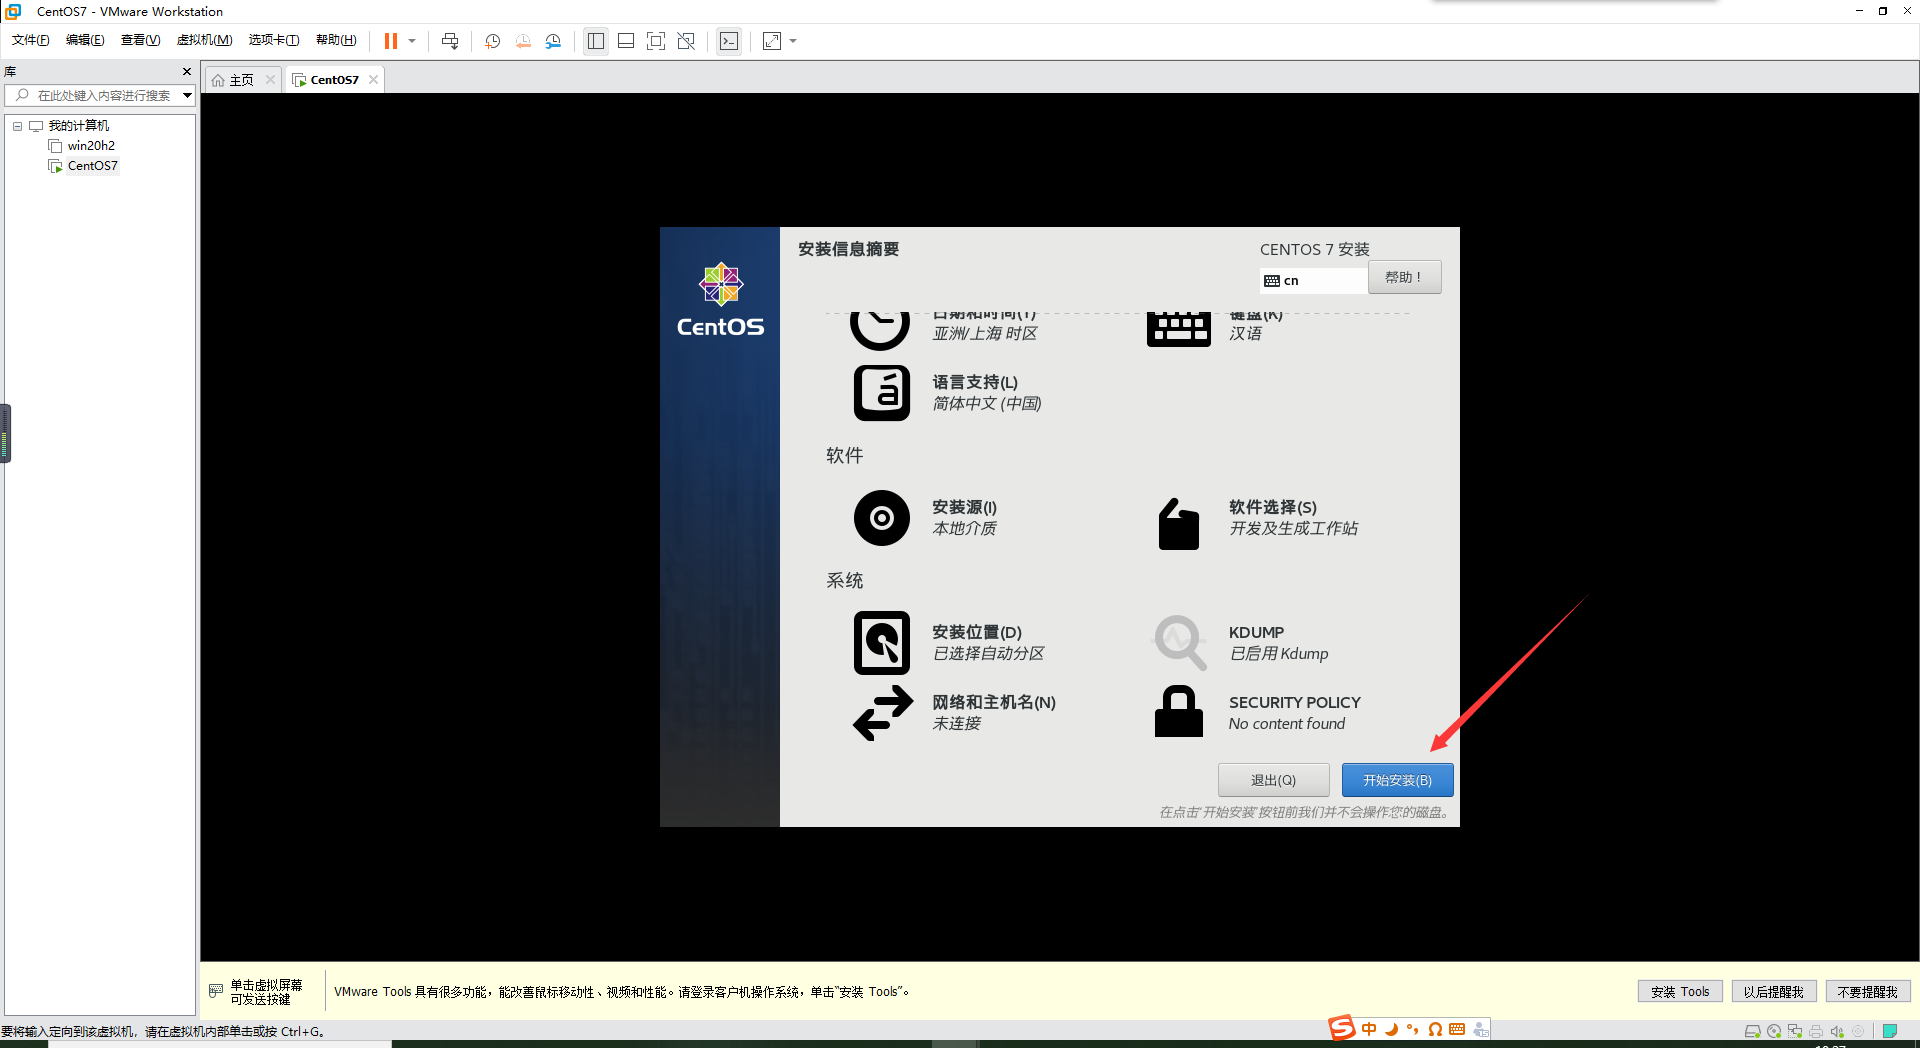 CentOS7 - VMware Workstation
文件(F) 编辑(E) 查看(V) 虚拟机(M) 选项卡(T) 帮助(H)
库
在此处键入内容进行搜索
我的计算机
win20h2
CentOS7
主页
CentOS7
CentOS
安装信息摘要
CENTOS 7 安装
cn
帮助！
日期和时间(T)
亚洲/上海 时区
键盘(K)
汉语
语言支持(L)
简体中文 (中国)
软件
安装源(I)
本地介质
软件选择(S)
开发及生成工作站
系统
安装位置(D)
已选择自动分区
KDUMP
已启用 Kdump
网络和主机名(N)
未连接
SECURITY POLICY
No content found
退出(Q)
开始安装(B)
在点击“开始安装”按钮前我们并不会操作您的磁盘。
单击虚拟屏幕
可发送按键
VMware Tools 具有很多功能，能改善鼠标移动性、视频和性能。请登录客户机操作系统，单击“安装 Tools”。
安装 Tools
以后提醒我
不要提醒我
要将输入定向到该虚拟机，请在虚拟机内部单击或按 Ctrl+G。
中